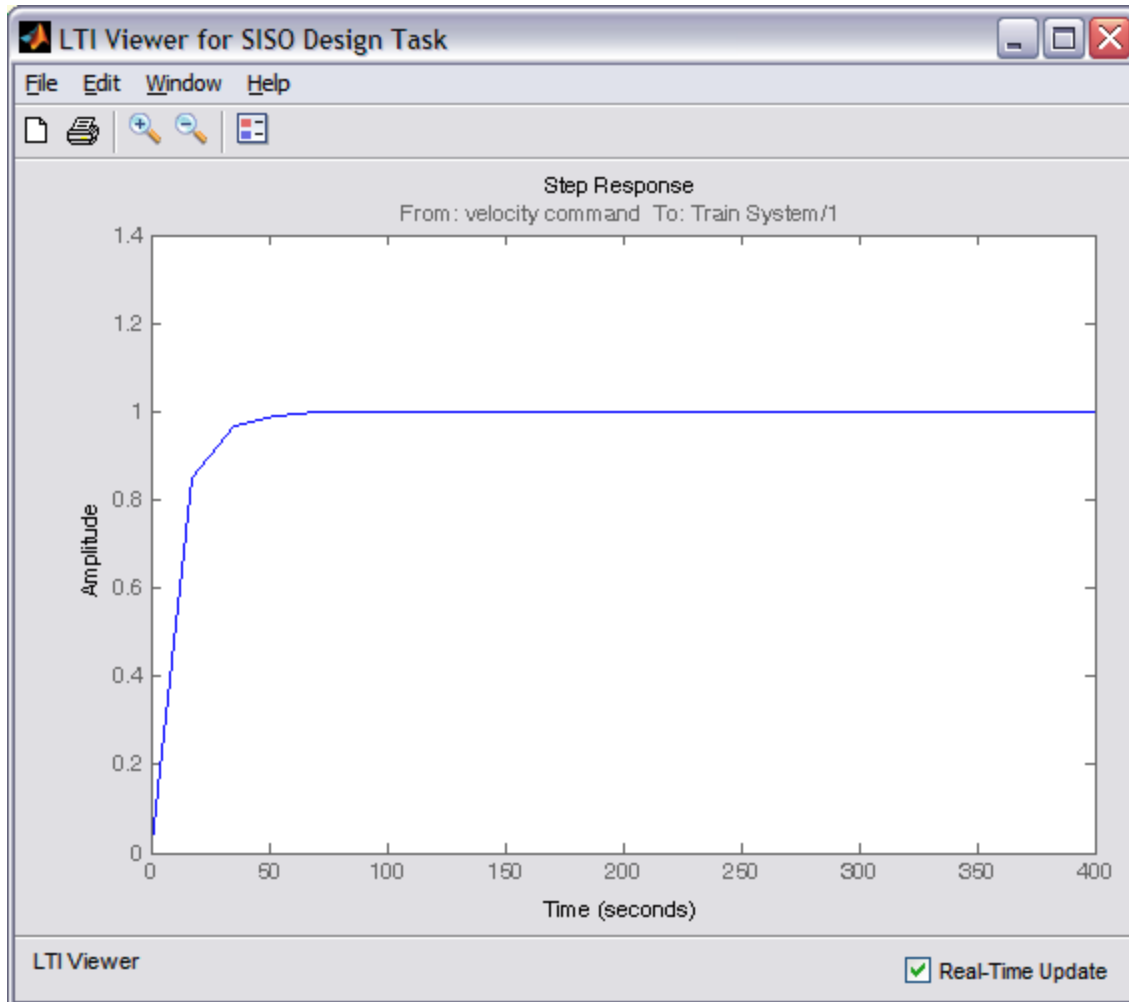 LTI Viewer for SISO Design Task
File Edit Window Help
Step Response
From: velocity command To: Train System/1
1.4
1.2
1
0.8
0.6
0.4
0.2
0
Amplitude
0 50 100 150 200 250 300 350 400
Time (seconds)
LTI Viewer
Real-Time Update